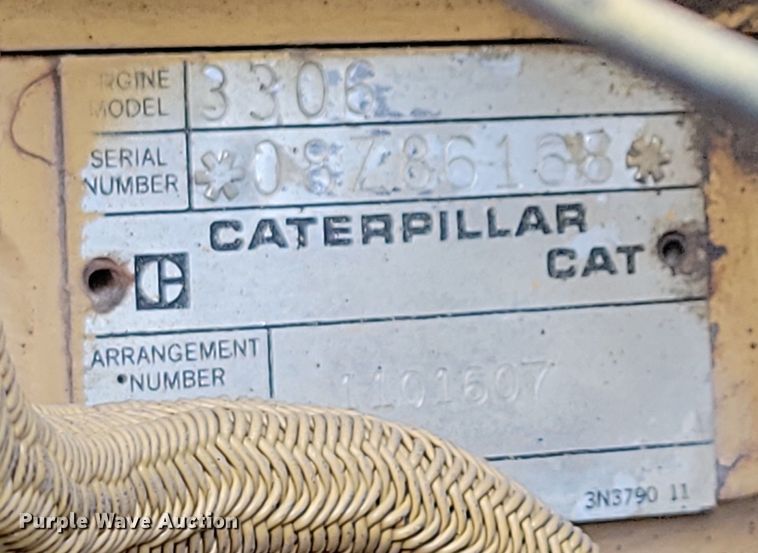 ENGINE MODEL 3306
SERIAL NUMBER *08Z86168*
CATERPILLAR
CAT
ARRANGEMENT
NUMBER 1101607
3N3790 11
Purple Wave Auction